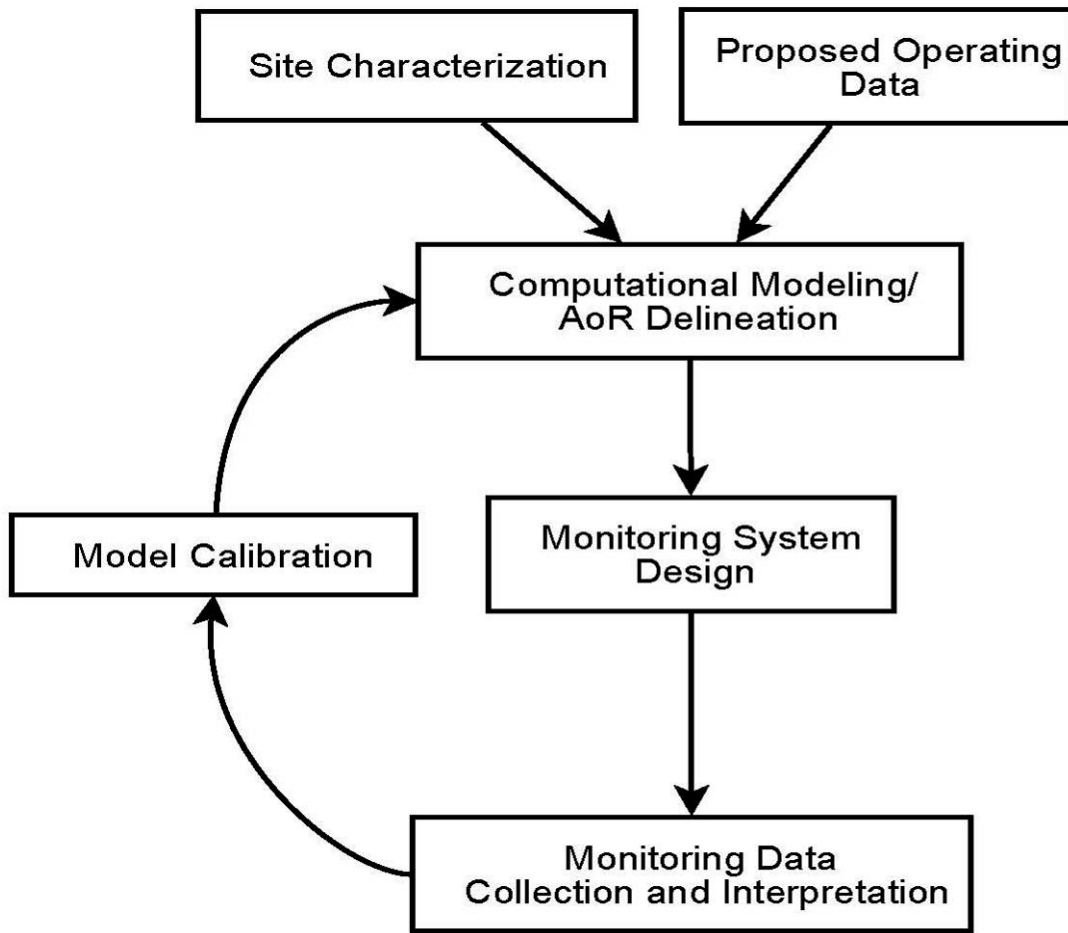 Site Characterization
Proposed Operating
Data
Computational Modeling/
AoR Delineation
Model Calibration
Monitoring System
Design
Monitoring Data
Collection and Interpretation